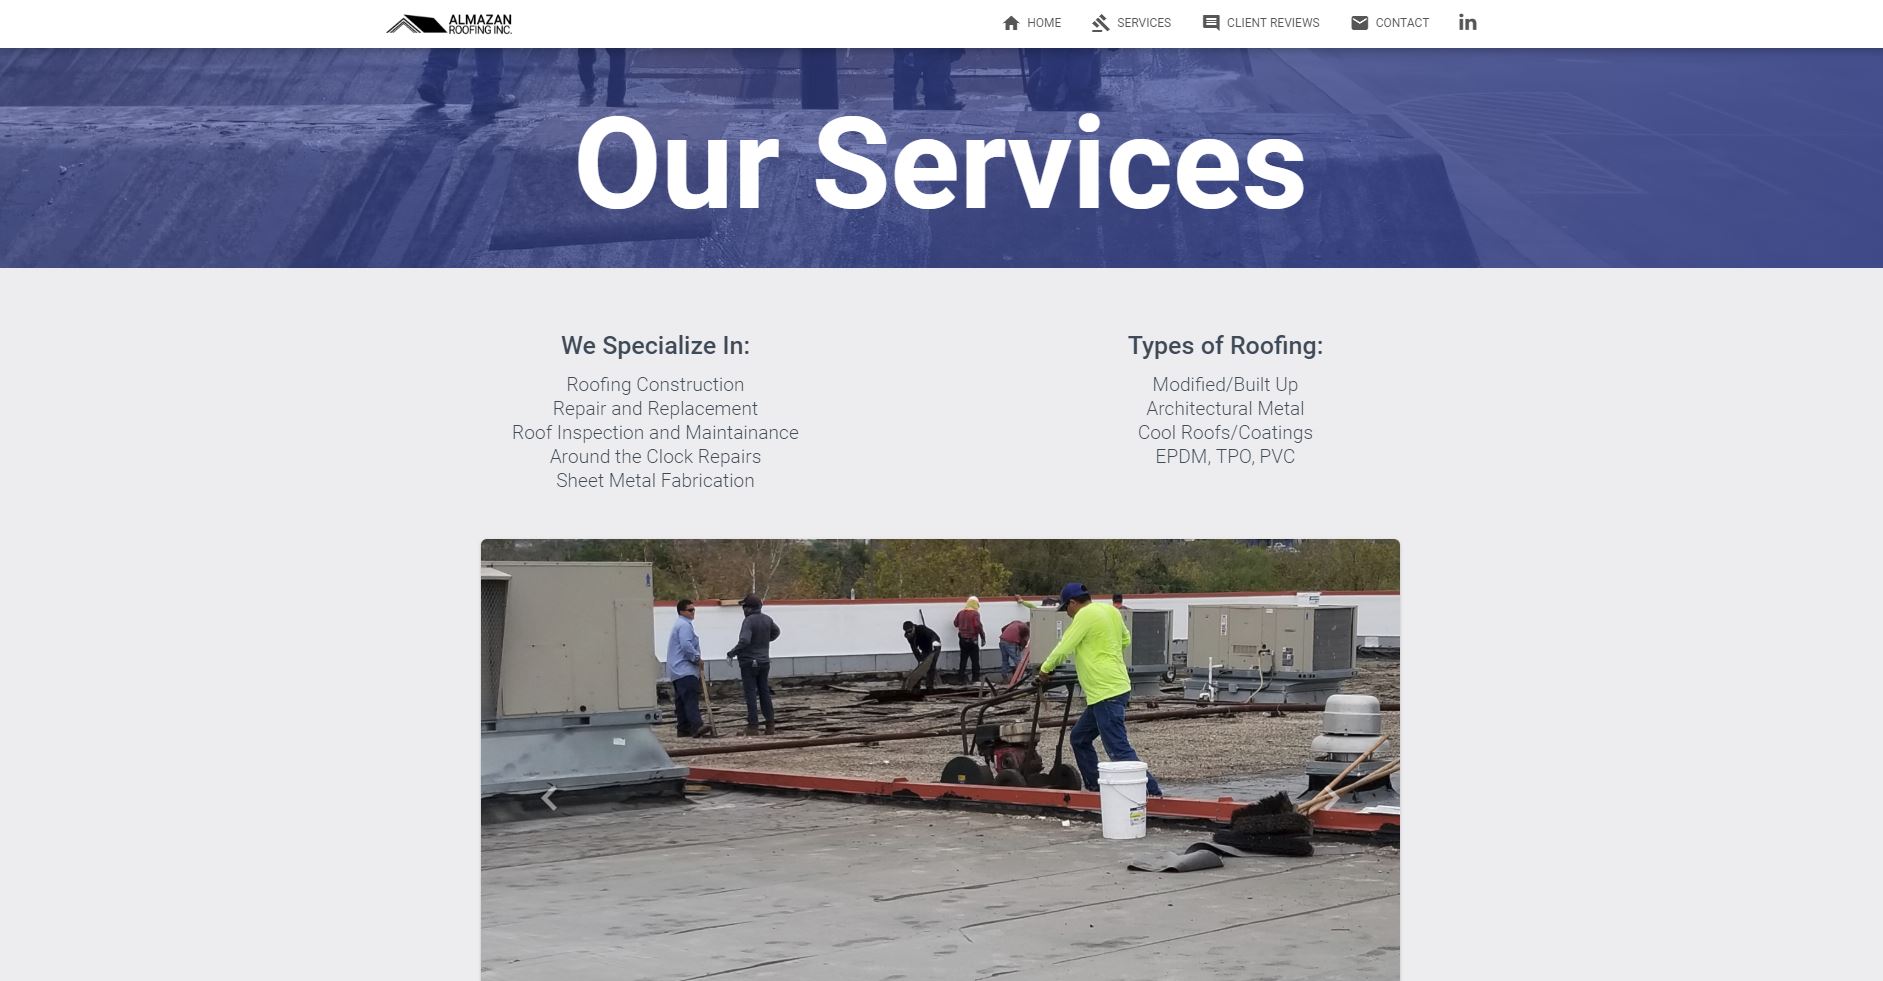 ALMAZAN
ROOFING INC.
HOME
SERVICES
CLIENT REVIEWS
CONTACT
in
Our Services
We Specialize In:
Roofing Construction
Repair and Replacement
Roof Inspection and Maintainance
Around the Clock Repairs
Sheet Metal Fabrication
Types of Roofing:
Modified/Built Up
Architectural Metal
Cool Roofs/Coatings
EPDM, TPO, PVC